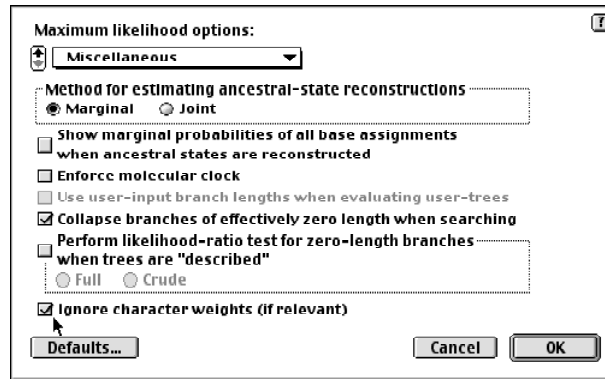 Maximum likelihood options:
?
Miscellaneous
Method for estimating ancestral-state reconstructions
Marginal Joint
Show marginal probabilities of all base assignments
when ancestral states are reconstructed
Enforce molecular clock
Use user-input branch lengths when evaluating user-trees
Collapse branches of effectively zero length when searching
Perform likelihood-ratio test for zero-length branches
when trees are "described"
Full Crude
Ignore character weights (if relevant)
Defaults... Cancel OK